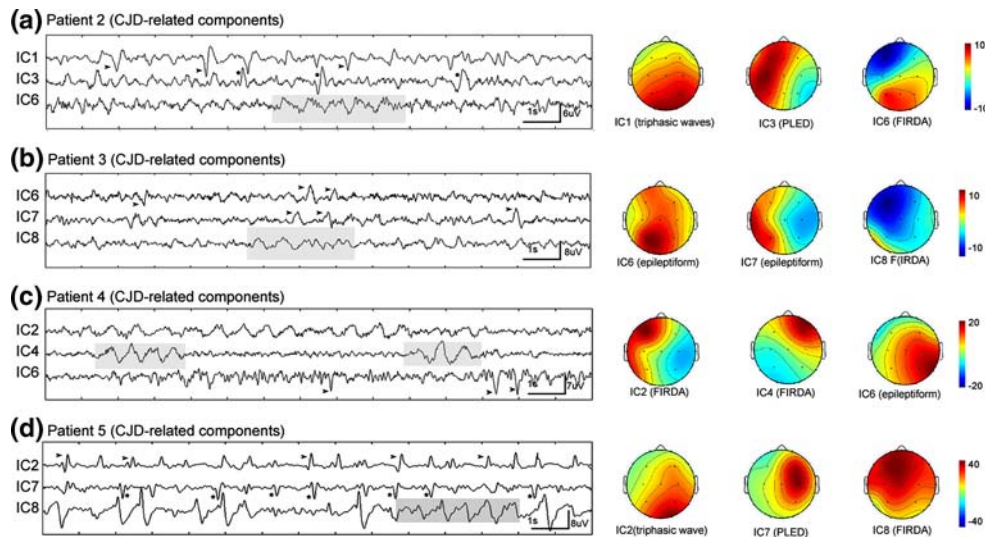 (a) Patient 2 (CJD-related components)
IC1
IC3
IC6
1s
6uV
IC1 (triphasic waves)
IC3 (PLED)
IC6 (FIRDA)
10
-10
(b) Patient 3 (CJD-related components)
IC6
IC7
IC8
1s
8uV
IC6 (epileptiform)
IC7 (epileptiform)
IC8 F(IRDA)
10
0
-10
(c) Patient 4 (CJD-related components)
IC2
IC4
IC6
1s
7uV
IC2 (FIRDA)
IC4 (FIRDA)
IC6 (epileptiform)
20
0
-20
(d) Patient 5 (CJD-related components)
IC2
IC7
IC8
1s
8uV
IC2(triphasic wave)
IC7 (PLED)
IC8 (FIRDA)
40
0
-40